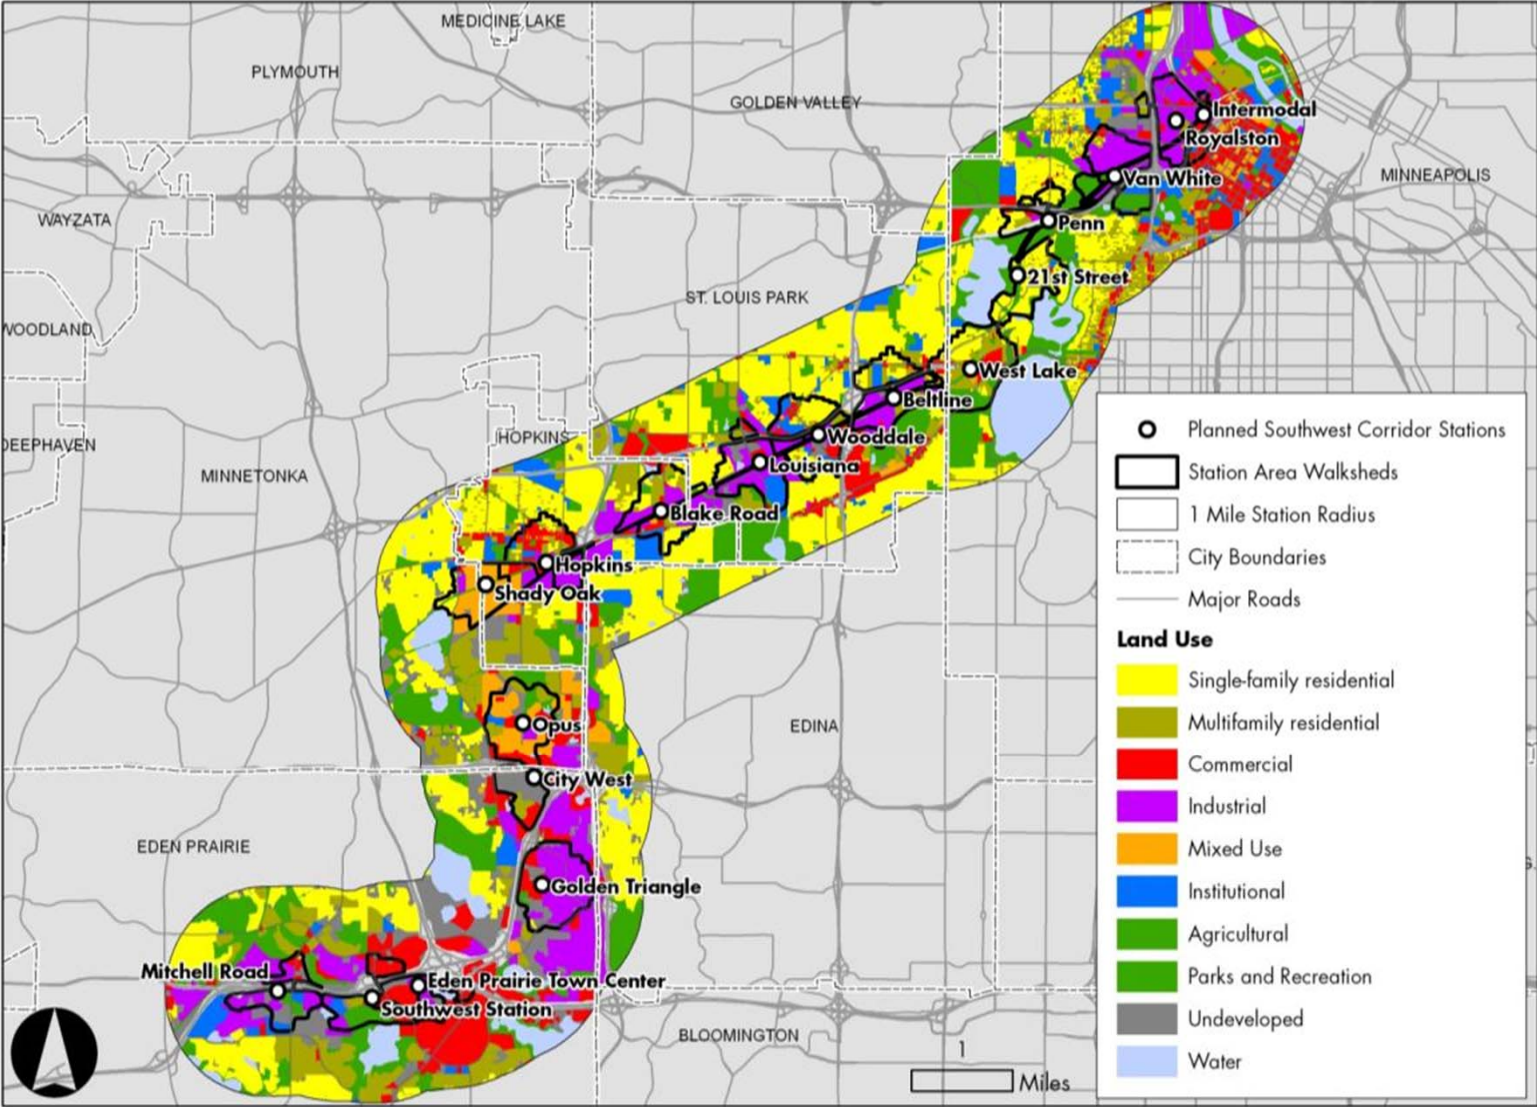 MEDICINE LAKE
PLYMOUTH
GOLDEN VALLEY
Intermodal
Royalston
MINNEAPOLIS
Van White
WAYZATA
Penn
21st Street
ST. LOUIS PARK
WOODLAND
West Lake
Beltline
HOPKINS
Wooddale
DEEPHAVEN
Louisiana
MINNETONKA
Blake Road
Hopkins
Shady Oak
Opus
EDINA
City West
EDEN PRAIRIE
Golden Triangle
Mitchell Road
Eden Prairie Town Center
Southwest Station
BLOOMINGTON
1
Miles
Planned Southwest Corridor Stations
Station Area Walksheds
1 Mile Station Radius
City Boundaries
Major Roads
Land Use
Single-family residential
Multifamily residential
Commercial
Industrial
Mixed Use
Institutional
Agricultural
Parks and Recreation
Undeveloped
Water